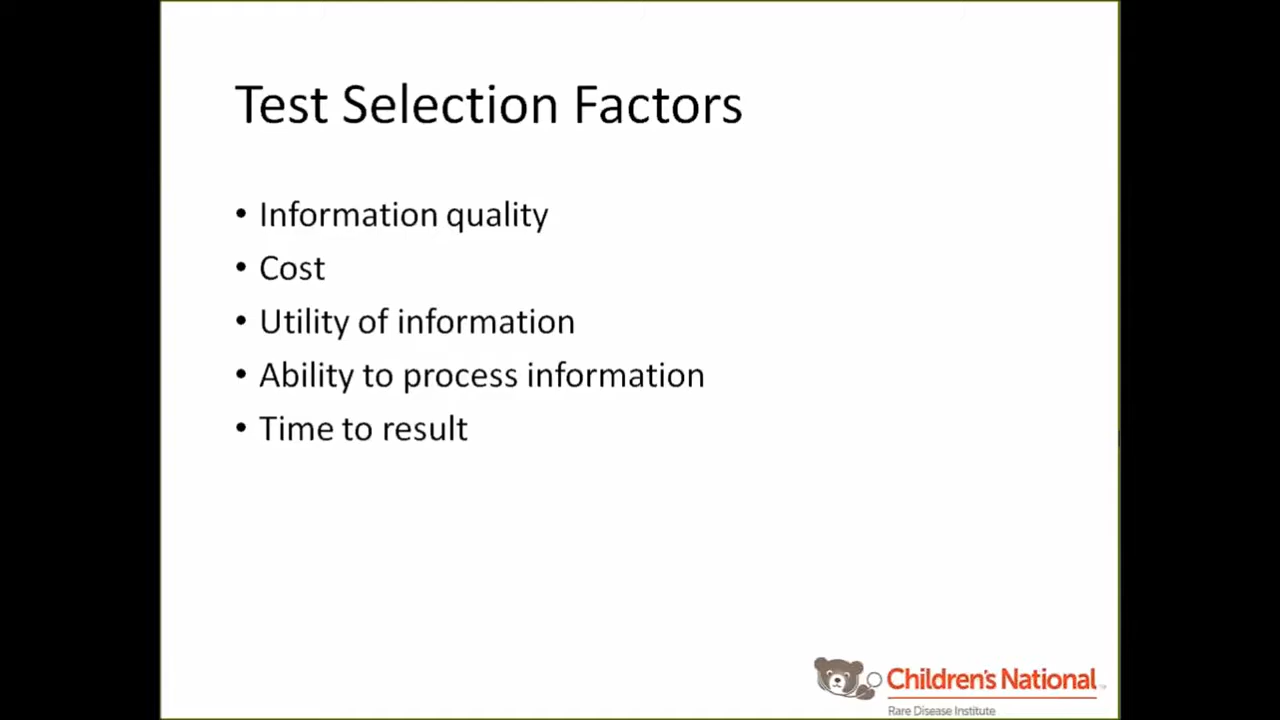 Test Selection Factors
• Information quality
• Cost
• Utility of information
• Ability to process information
• Time to result
Children's National™
Rare Disease Institute